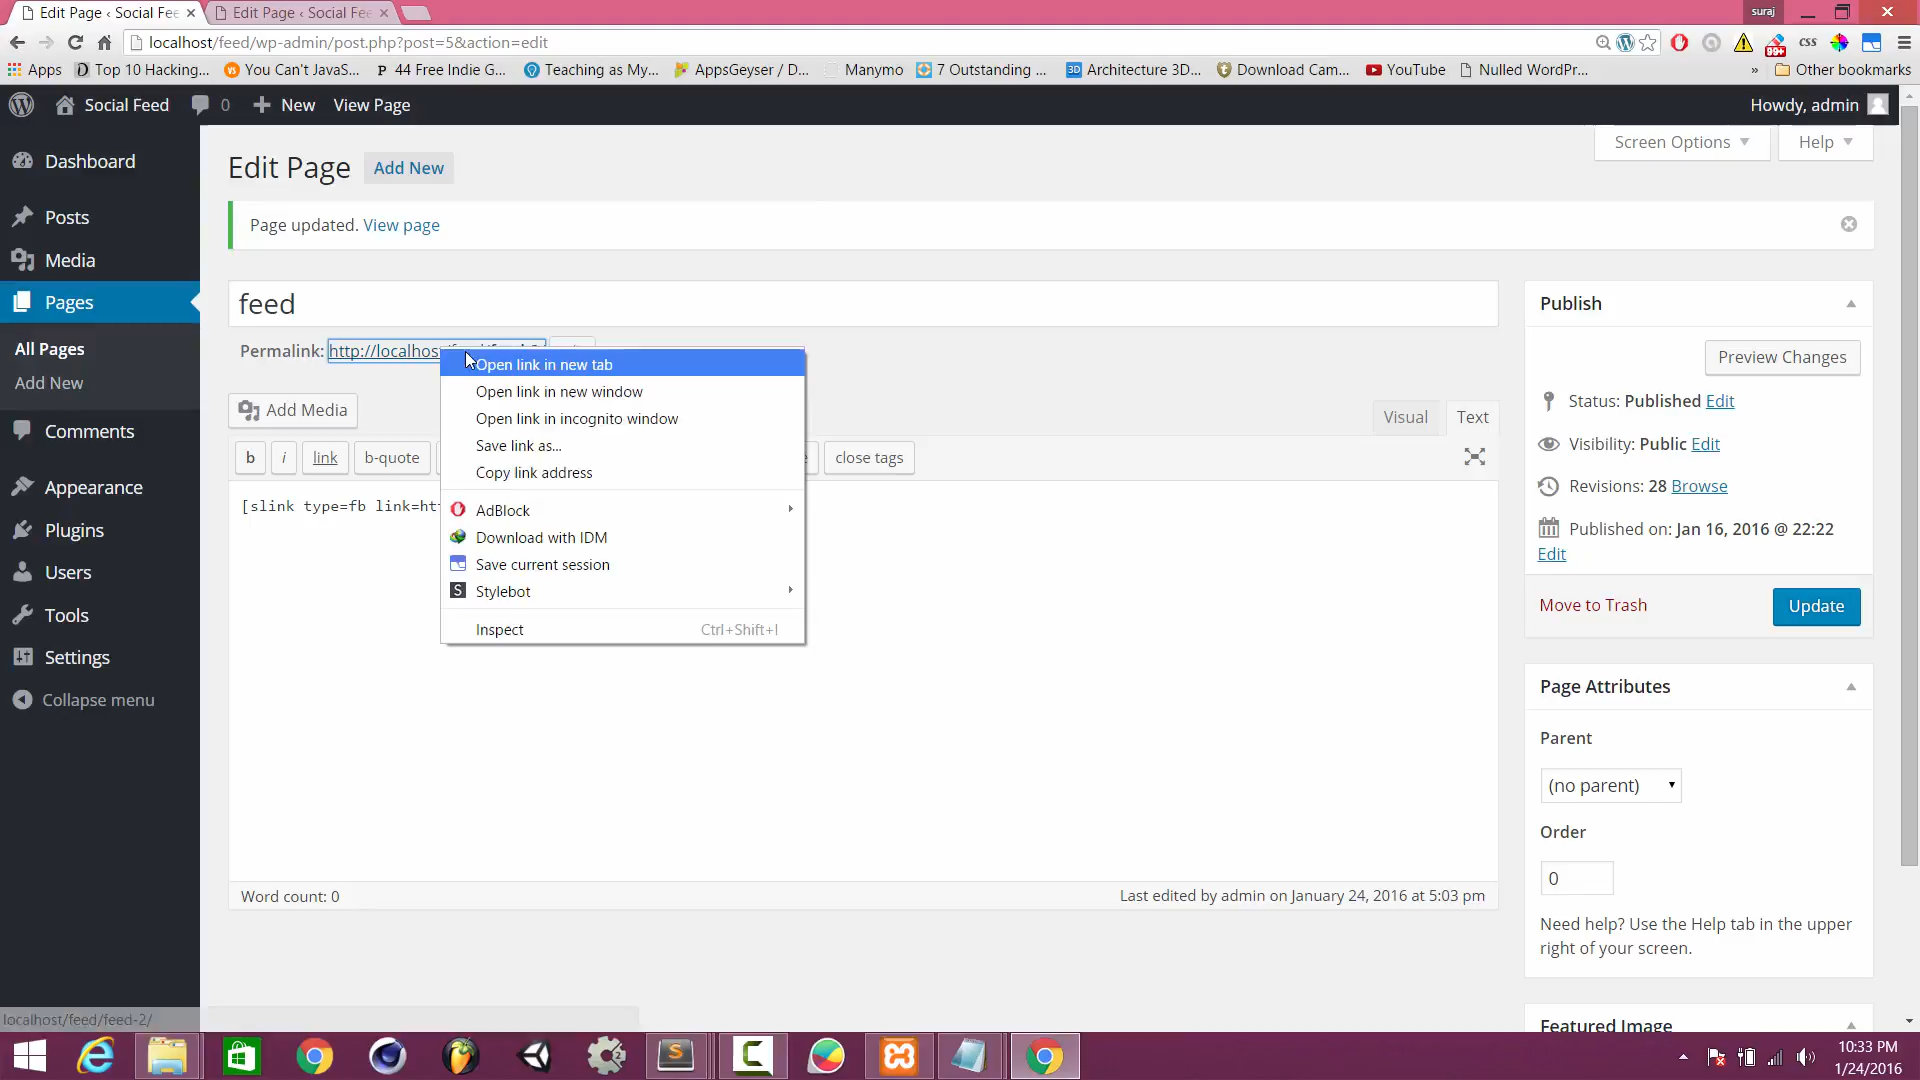 Edit Page ‹ Social Fee
Edit Page ‹ Social Fe
suraj
localhost/feed/wp-admin/post.php?post=5&action=edit
99+
css
Apps
Top 10 Hacking...
You Can't JavaS...
44 Free Indie G...
Teaching as My...
AppsGeyser / D...
Manymo
7 Outstanding ...
Architecture 3D...
Download Cam...
YouTube
Nulled WordPr...
»
Other bookmarks
Social Feed
0
New
View Page
Howdy, admin
Dashboard
Posts
Media
Pages
All Pages
Add New
Comments
Appearance
Plugins
Users
Tools
Settings
Collapse menu
Screen Options
Help
Edit Page
Add New
Page updated. View page
feed
Permalink: http://localhos
Add Media
Visual
Text
b
i
link
b-quote
close tags
[slink type=fb link=ht
Open link in new tab
Open link in new window
Open link in incognito window
Save link as...
Copy link address
AdBlock
Download with IDM
Save current session
Stylebot
Inspect Ctrl+Shift+I
Word count: 0
Last edited by admin on January 24, 2016 at 5:03 pm
Publish
Preview Changes
Status: Published Edit
Visibility: Public Edit
Revisions: 28 Browse
Published on: Jan 16, 2016 @ 22:22
Edit
Move to Trash
Update
Page Attributes
Parent
(no parent)
Order
0
Need help? Use the Help tab in the upper
right of your screen.
Featured Image
localhost/feed/feed-2/
10:33 PM
1/24/2016